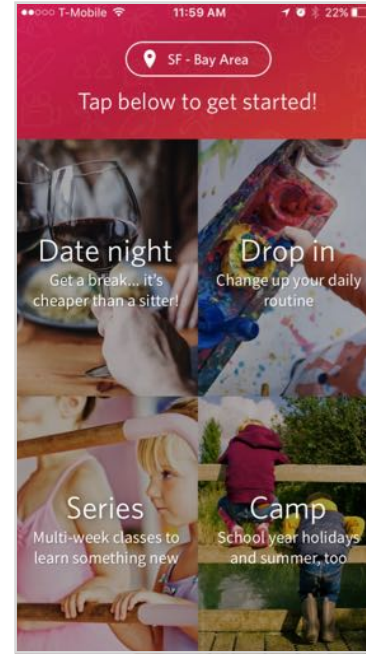 T-Mobile 11:59 AM 22%
SF - Bay Area
Tap below to get started!
Date night
Get a break... it's
cheaper than a sitter!
Drop in
Change up your daily
routine
Series
Multi-week classes to
learn something new
Camp
School year holidays
and summer, too